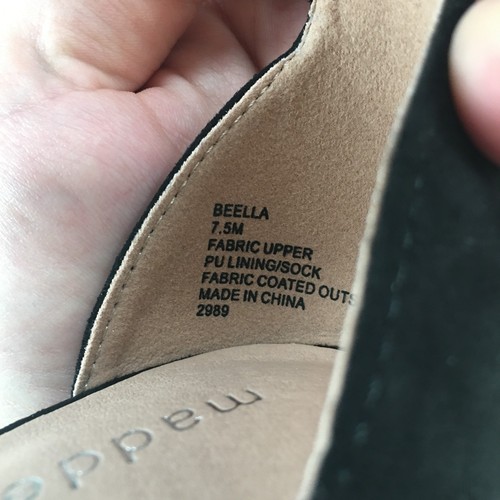 BEELLA
7.5M
FABRIC UPPER
PU LINING/SOCK
FABRIC COATED OUTS
MADE IN CHINA
2989
madde